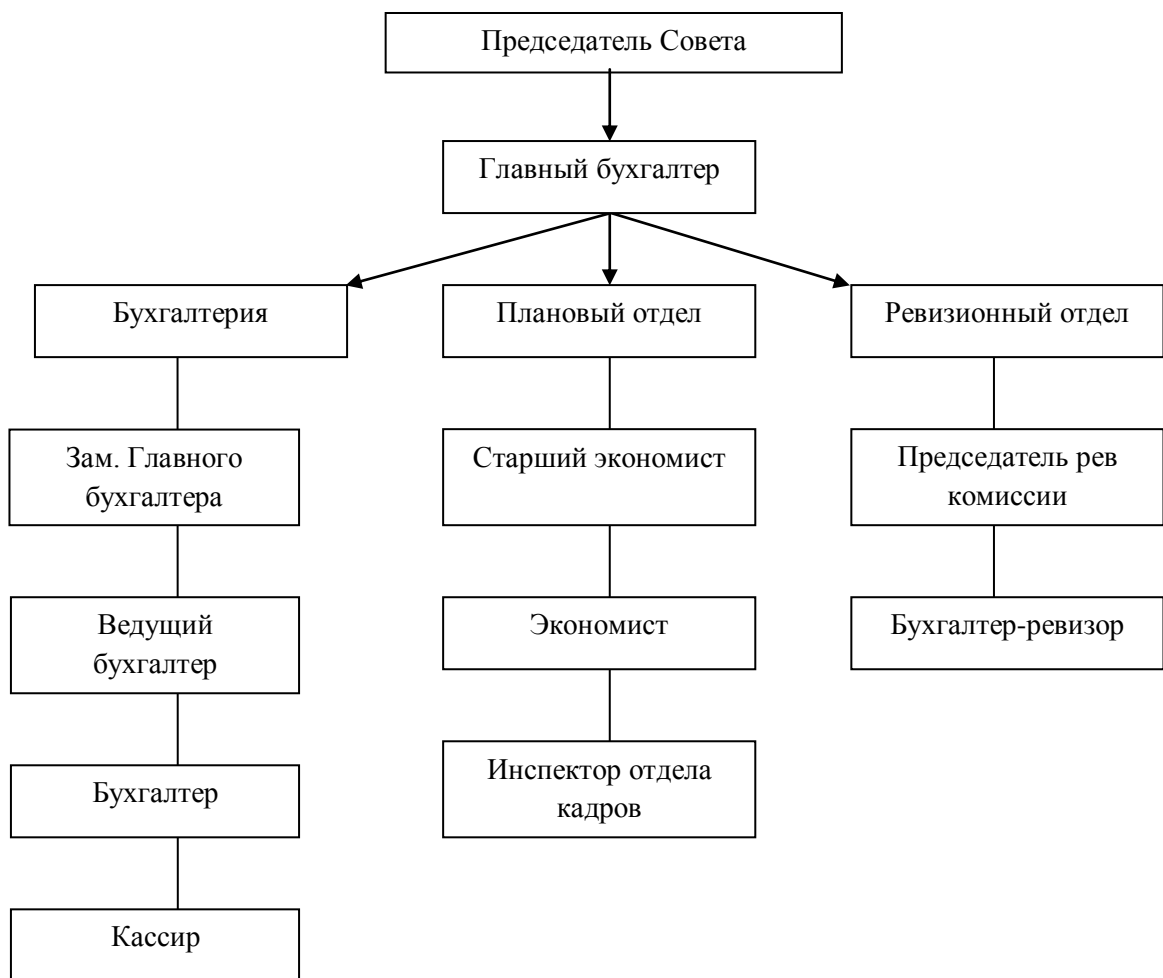 Председатель Совета
Главный бухгалтер
Бухгалтерия
Плановый отдел
Ревизионный отдел
Зам. Главного
бухгалтера
Старший экономист
Председатель рев
комиссии
Ведущий
бухгалтер
Экономист
Бухгалтер-ревизор
Бухгалтер
Инспектор отдела
кадров
Кассир